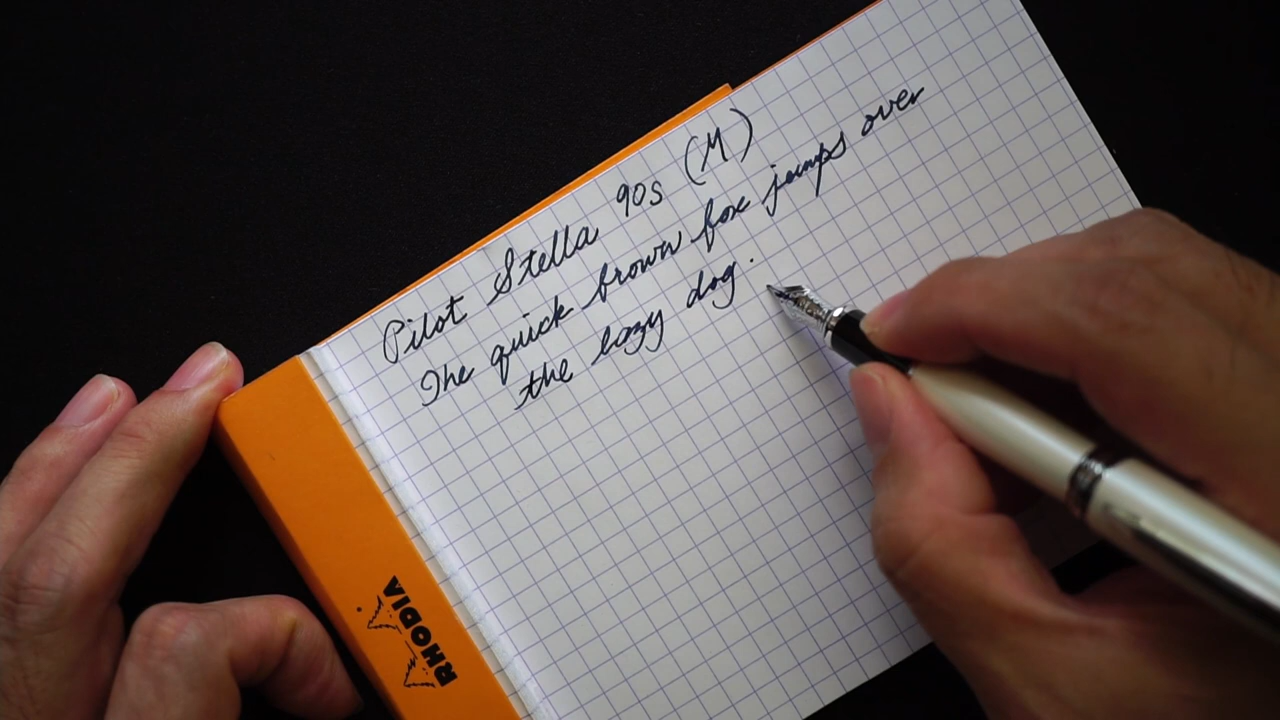 Pilot Stella 90s (M)
The quick brown fox jumps over
the lazy dog.
RHODIA